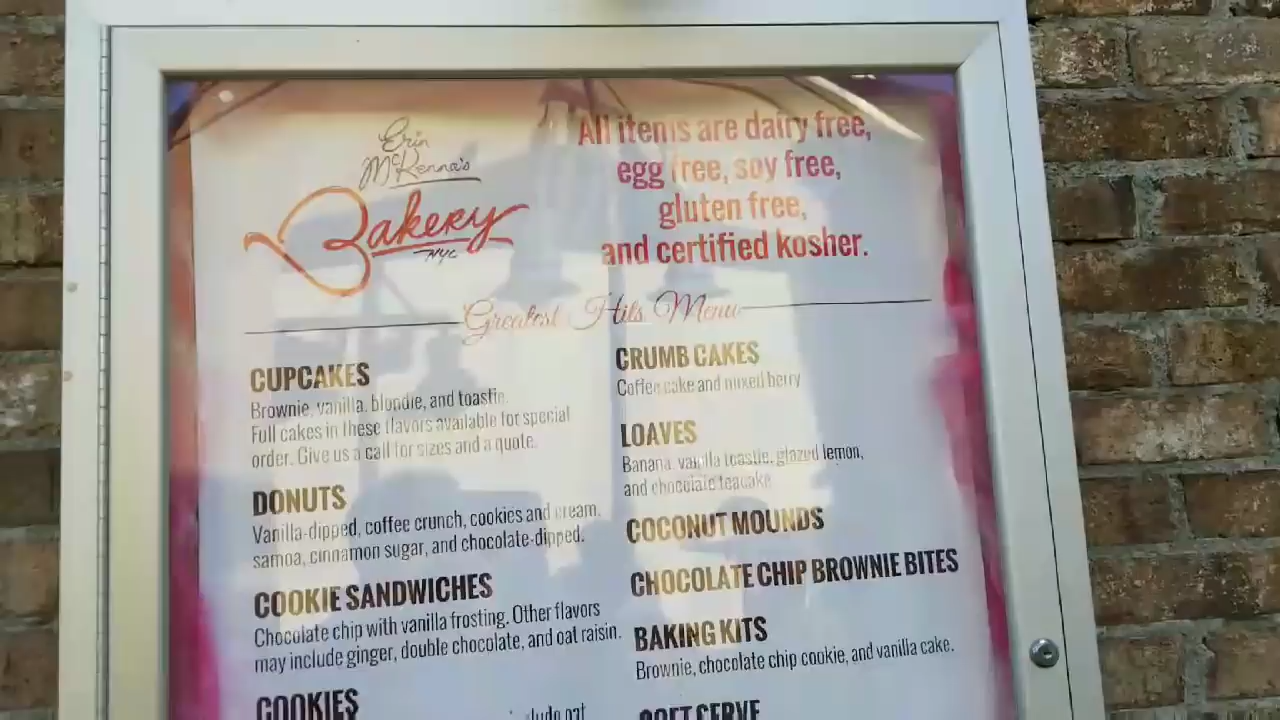 Erin
McKenna's
Bakery
NYC
All items are dairy free,
egg free, soy free,
gluten free,
and certified kosher.
Greatest Hits Menu
CUPCAKES
Brownie, vanilla, blondie, and toastie.
Full cakes in these flavors available for special
order. Give us a call for sizes and a quote.
DONUTS
Vanilla-dipped, coffee crunch, cookies and cream,
samoa, cinnamon sugar, and chocolate-dipped.
COOKIE SANDWICHES
Chocolate chip with vanilla frosting. Other flavors
may include ginger, double chocolate, and oat raisin.
COOKIES
oat
CRUMB CAKES
Coffee cake and mixed berry
LOAVES
Banana, vanilla toastie, glazed lemon,
and chocolate teacake
COCONUT MOUNDS
CHOCOLATE CHIP BROWNIE BITES
BAKING KITS
Brownie, chocolate chip cookie, and vanilla cake.
SOFT SERVE